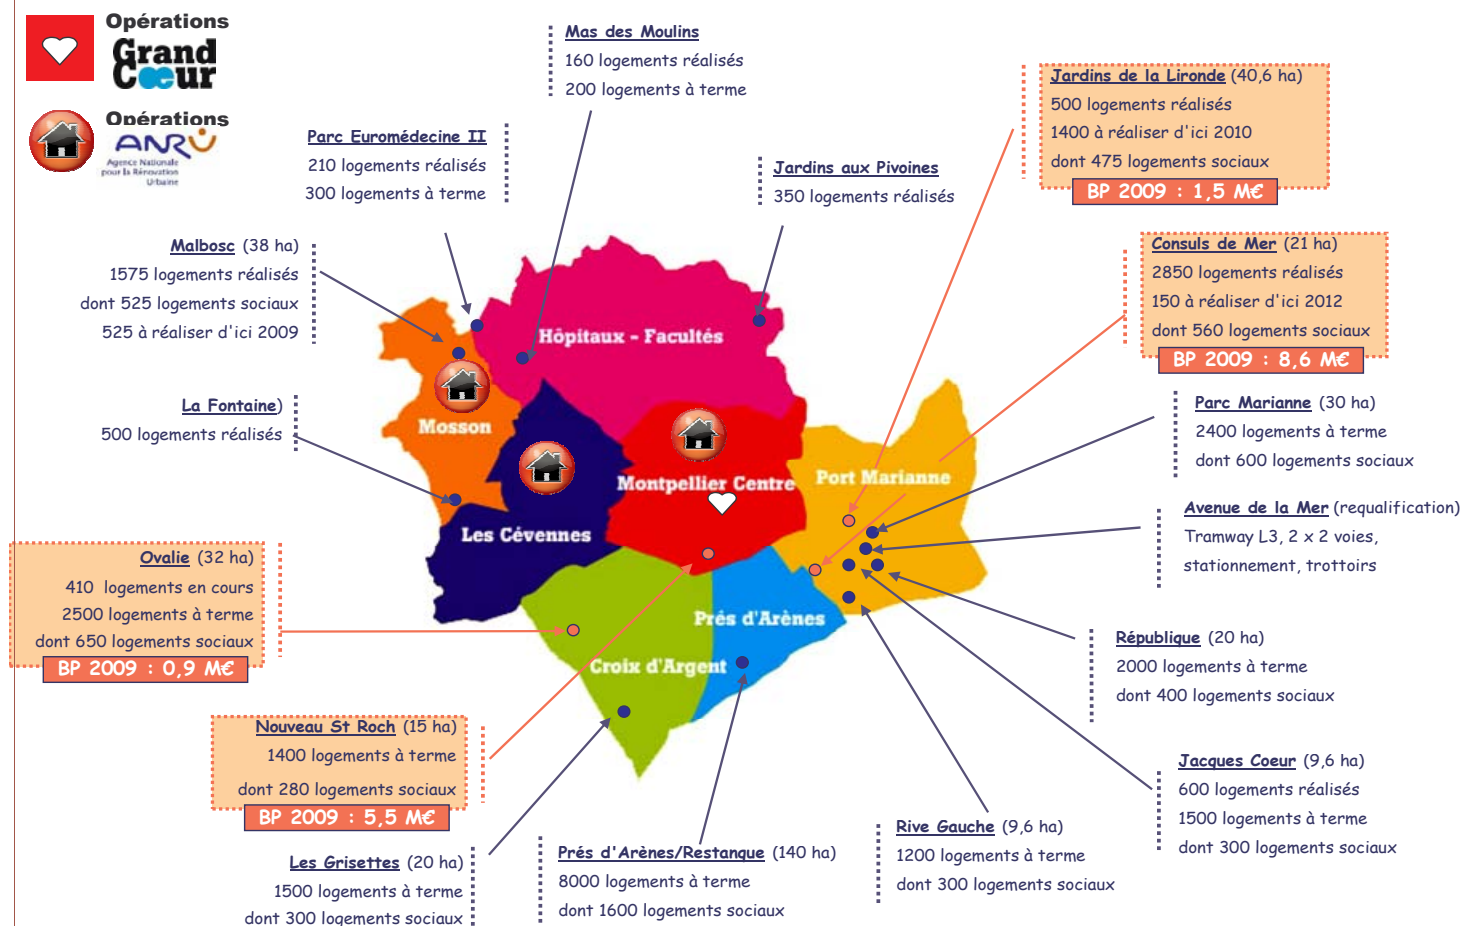 Opérations
Grand
Cœur
Opérations
ANRU
Agence Nationale
pour la Rénovation
Urbaine
Mas des Moulins
160 logements réalisés
200 logements à terme
Parc Euromédecine II
210 logements réalisés
300 logements à terme
Jardins aux Pivoines
350 logements réalisés
Jardins de la Lironde (40,6 ha)
500 logements réalisés
1400 à réaliser d'ici 2010
dont 475 logements sociaux
BP 2009 : 1,5 M€
Malbosc (38 ha)
1575 logements réalisés
dont 525 logements sociaux
525 à réaliser d'ici 2009
Consuls de Mer (21 ha)
2850 logements réalisés
150 à réaliser d'ici 2012
dont 560 logements sociaux
BP 2009 : 8,6 M€
La Fontaine)
500 logements réalisés
Parc Marianne (30 ha)
2400 logements à terme
dont 600 logements sociaux
Avenue de la Mer (requalification)
Tramway L3, 2 x 2 voies,
stationnement, trottoirs
Hôpitaux - Facultés
Mosson
Montpellier Centre
Port Marianne
Les Cévennes
Prés d'Arènes
Croix d'Argent
Ovalie (32 ha)
410 logements en cours
2500 logements à terme
dont 650 logements sociaux
BP 2009 : 0,9 M€
République (20 ha)
2000 logements à terme
dont 400 logements sociaux
Nouveau St Roch (15 ha)
1400 logements à terme
dont 280 logements sociaux
BP 2009 : 5,5 M€
Jacques Coeur (9,6 ha)
600 logements réalisés
1500 logements à terme
dont 300 logements sociaux
Les Grisettes (20 ha)
1500 logements à terme
dont 300 logements sociaux
Prés d'Arènes/Restanque (140 ha)
8000 logements à terme
dont 1600 logements sociaux
Rive Gauche (9,6 ha)
1200 logements à terme
dont 300 logements sociaux